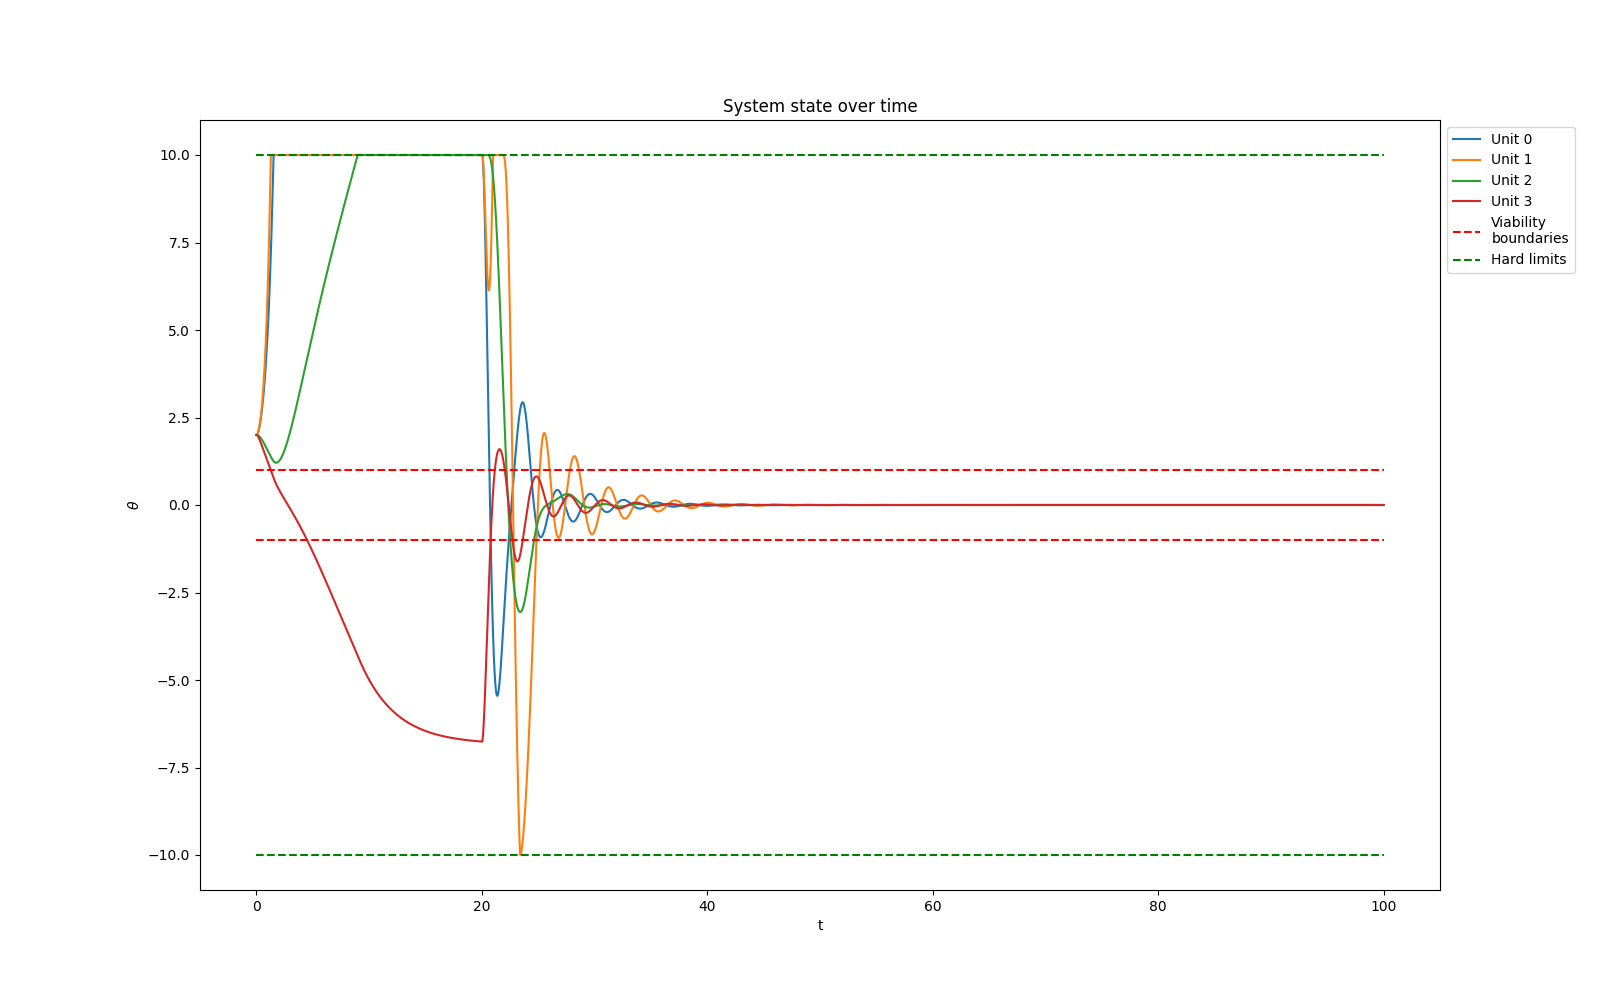 System state over time
10.0
7.5
5.0
2.5
0.0
−2.5
−5.0
−7.5
−10.0
θ
0
20
40
60
80
100
t
Unit 0
Unit 1
Unit 2
Unit 3
Viability
boundaries
Hard limits